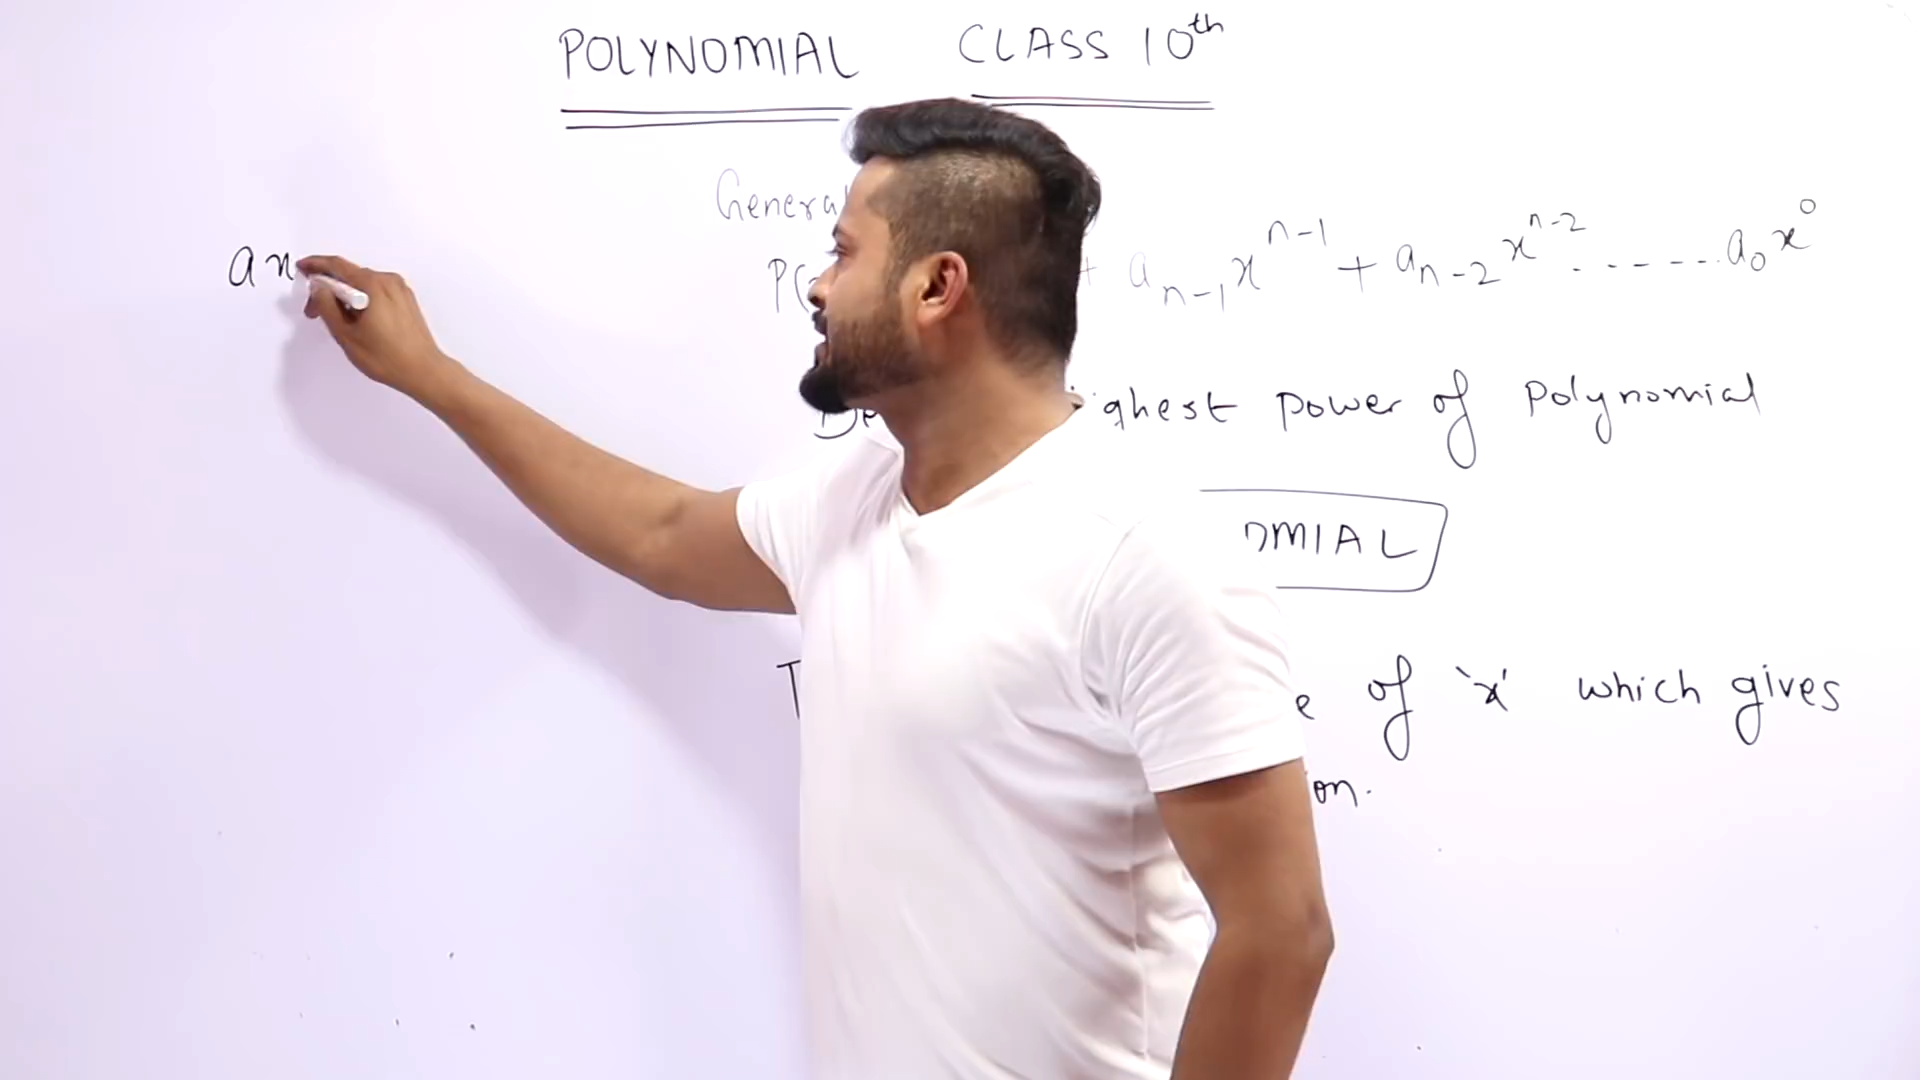 POLYNOMIAL CLASS 10th
General
P( + aₙ₋₁xⁿ⁻¹ + aₙ₋₂xⁿ⁻² ....... a₀x⁰
ax
ghest power of polynomial
OMIAL
of 'x' which gives